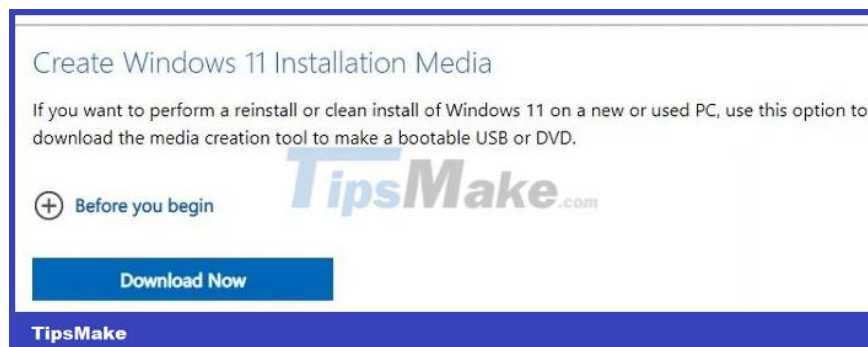 Create Windows 11 Installation Media
If you want to perform a reinstall or clean install of Windows 11 on a new or used PC, use this option to
download the media creation tool to make a bootable USB or DVD.
TipsMake.com
Before you begin
Download Now
TipsMake